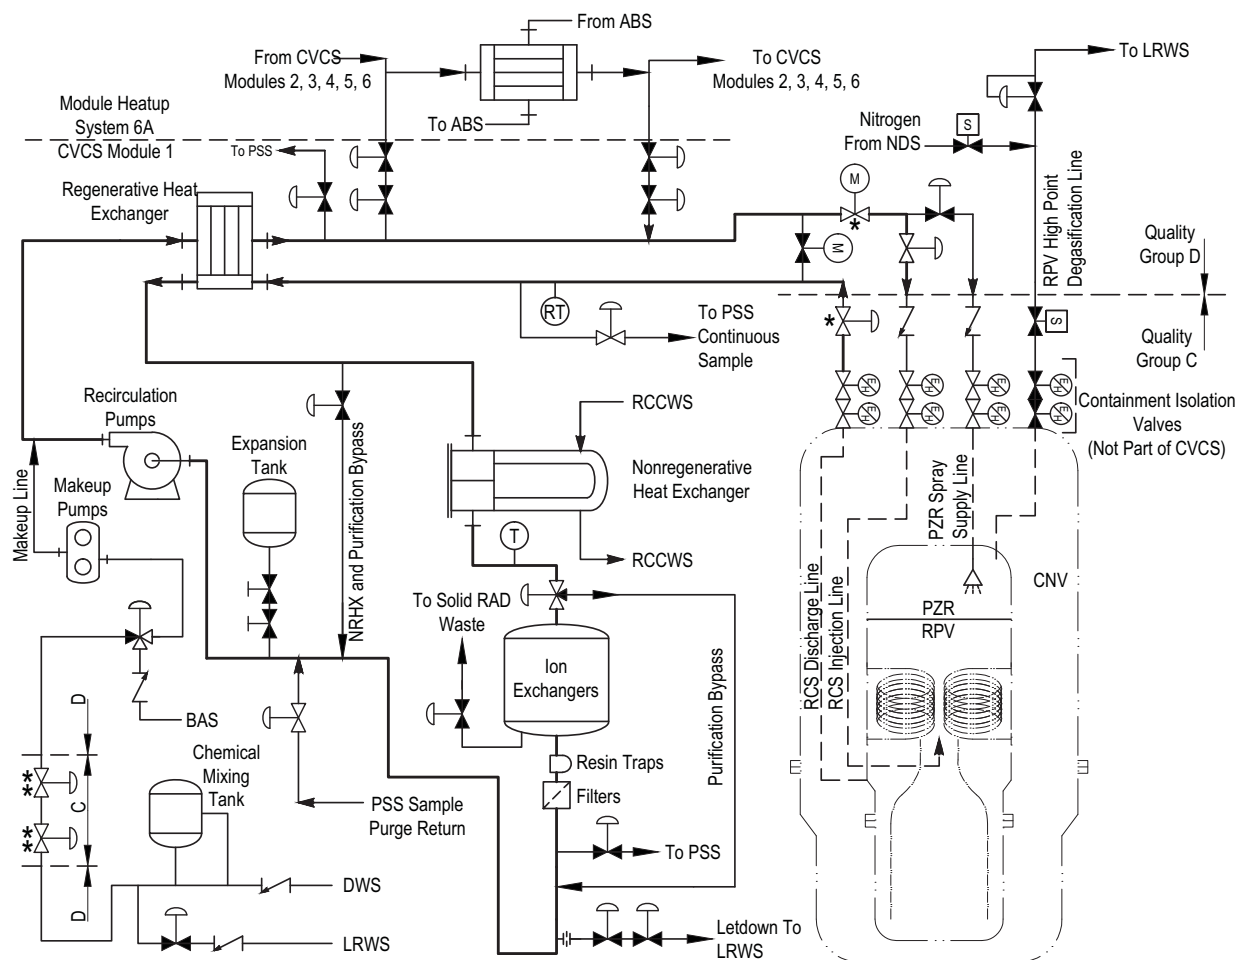 From ABS
From CVCS
Modules 2, 3, 4, 5, 6
To CVCS
Modules 2, 3, 4, 5, 6
To LRWS
To ABS
Module Heatup
System 6A
CVCS Module 1
To PSS
Nitrogen
From NDS
S
M
Regenerative Heat
Exchanger
M
RPV High Point
Degasification Line
Quality
Group D
*
RT
To PSS
Continuous
Sample
*
S
Quality
Group C
E/H
E/H
E/H
E/H
E/H
E/H
E/H
E/H
Containment Isolation
Valves
(Not Part of CVCS)
Recirculation
Pumps
Makeup Line
Makeup
Pumps
Expansion
Tank
NRHX and Purification Bypass
RCCWS
Nonregenerative
Heat Exchanger
RCCWS
T
PZR Spray
Supply Line
CNV
To Solid RAD
Waste
PZR
RPV
RCS Discharge Line
RCS Injection Line
Ion
Exchangers
Purification Bypass
BAS
D
C
D
**
**
Chemical
Mixing
Tank
Resin Traps
Filters
PSS Sample
Purge Return
To PSS
DWS
LRWS
Letdown To
LRWS